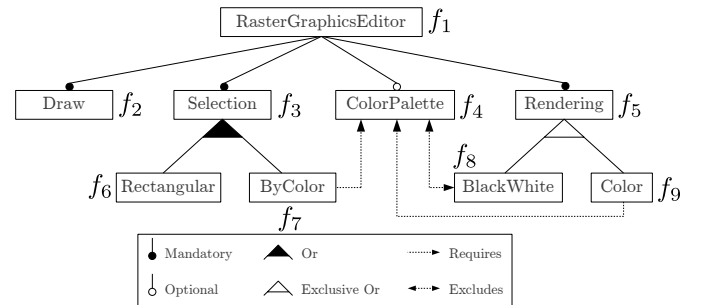 RasterGraphicsEditor f1
Draw f2 Selection f3 ColorPalette f4 Rendering f5
f8
f6 Rectangular ByColor BlackWhite Color f9
f7
Mandatory Or Requires
Optional Exclusive Or Excludes